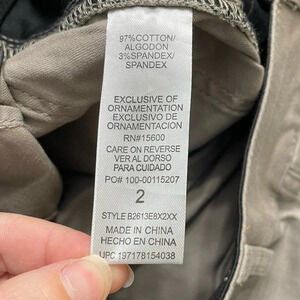 97%COTTON/
ALGODON
3%SPANDEX/
SPANDEX
EXCLUSIVE OF
ORNAMENTATION
EXCLUSIVO DE
ORNAMENTACION
RN#15600
CARE ON REVERSE
VER AL DORSO
PARA CUIDADO
PO# 100-00115207
2
STYLE B2613E8X2XX
MADE IN CHINA
HECHO EN CHINA
UPC 197178154038